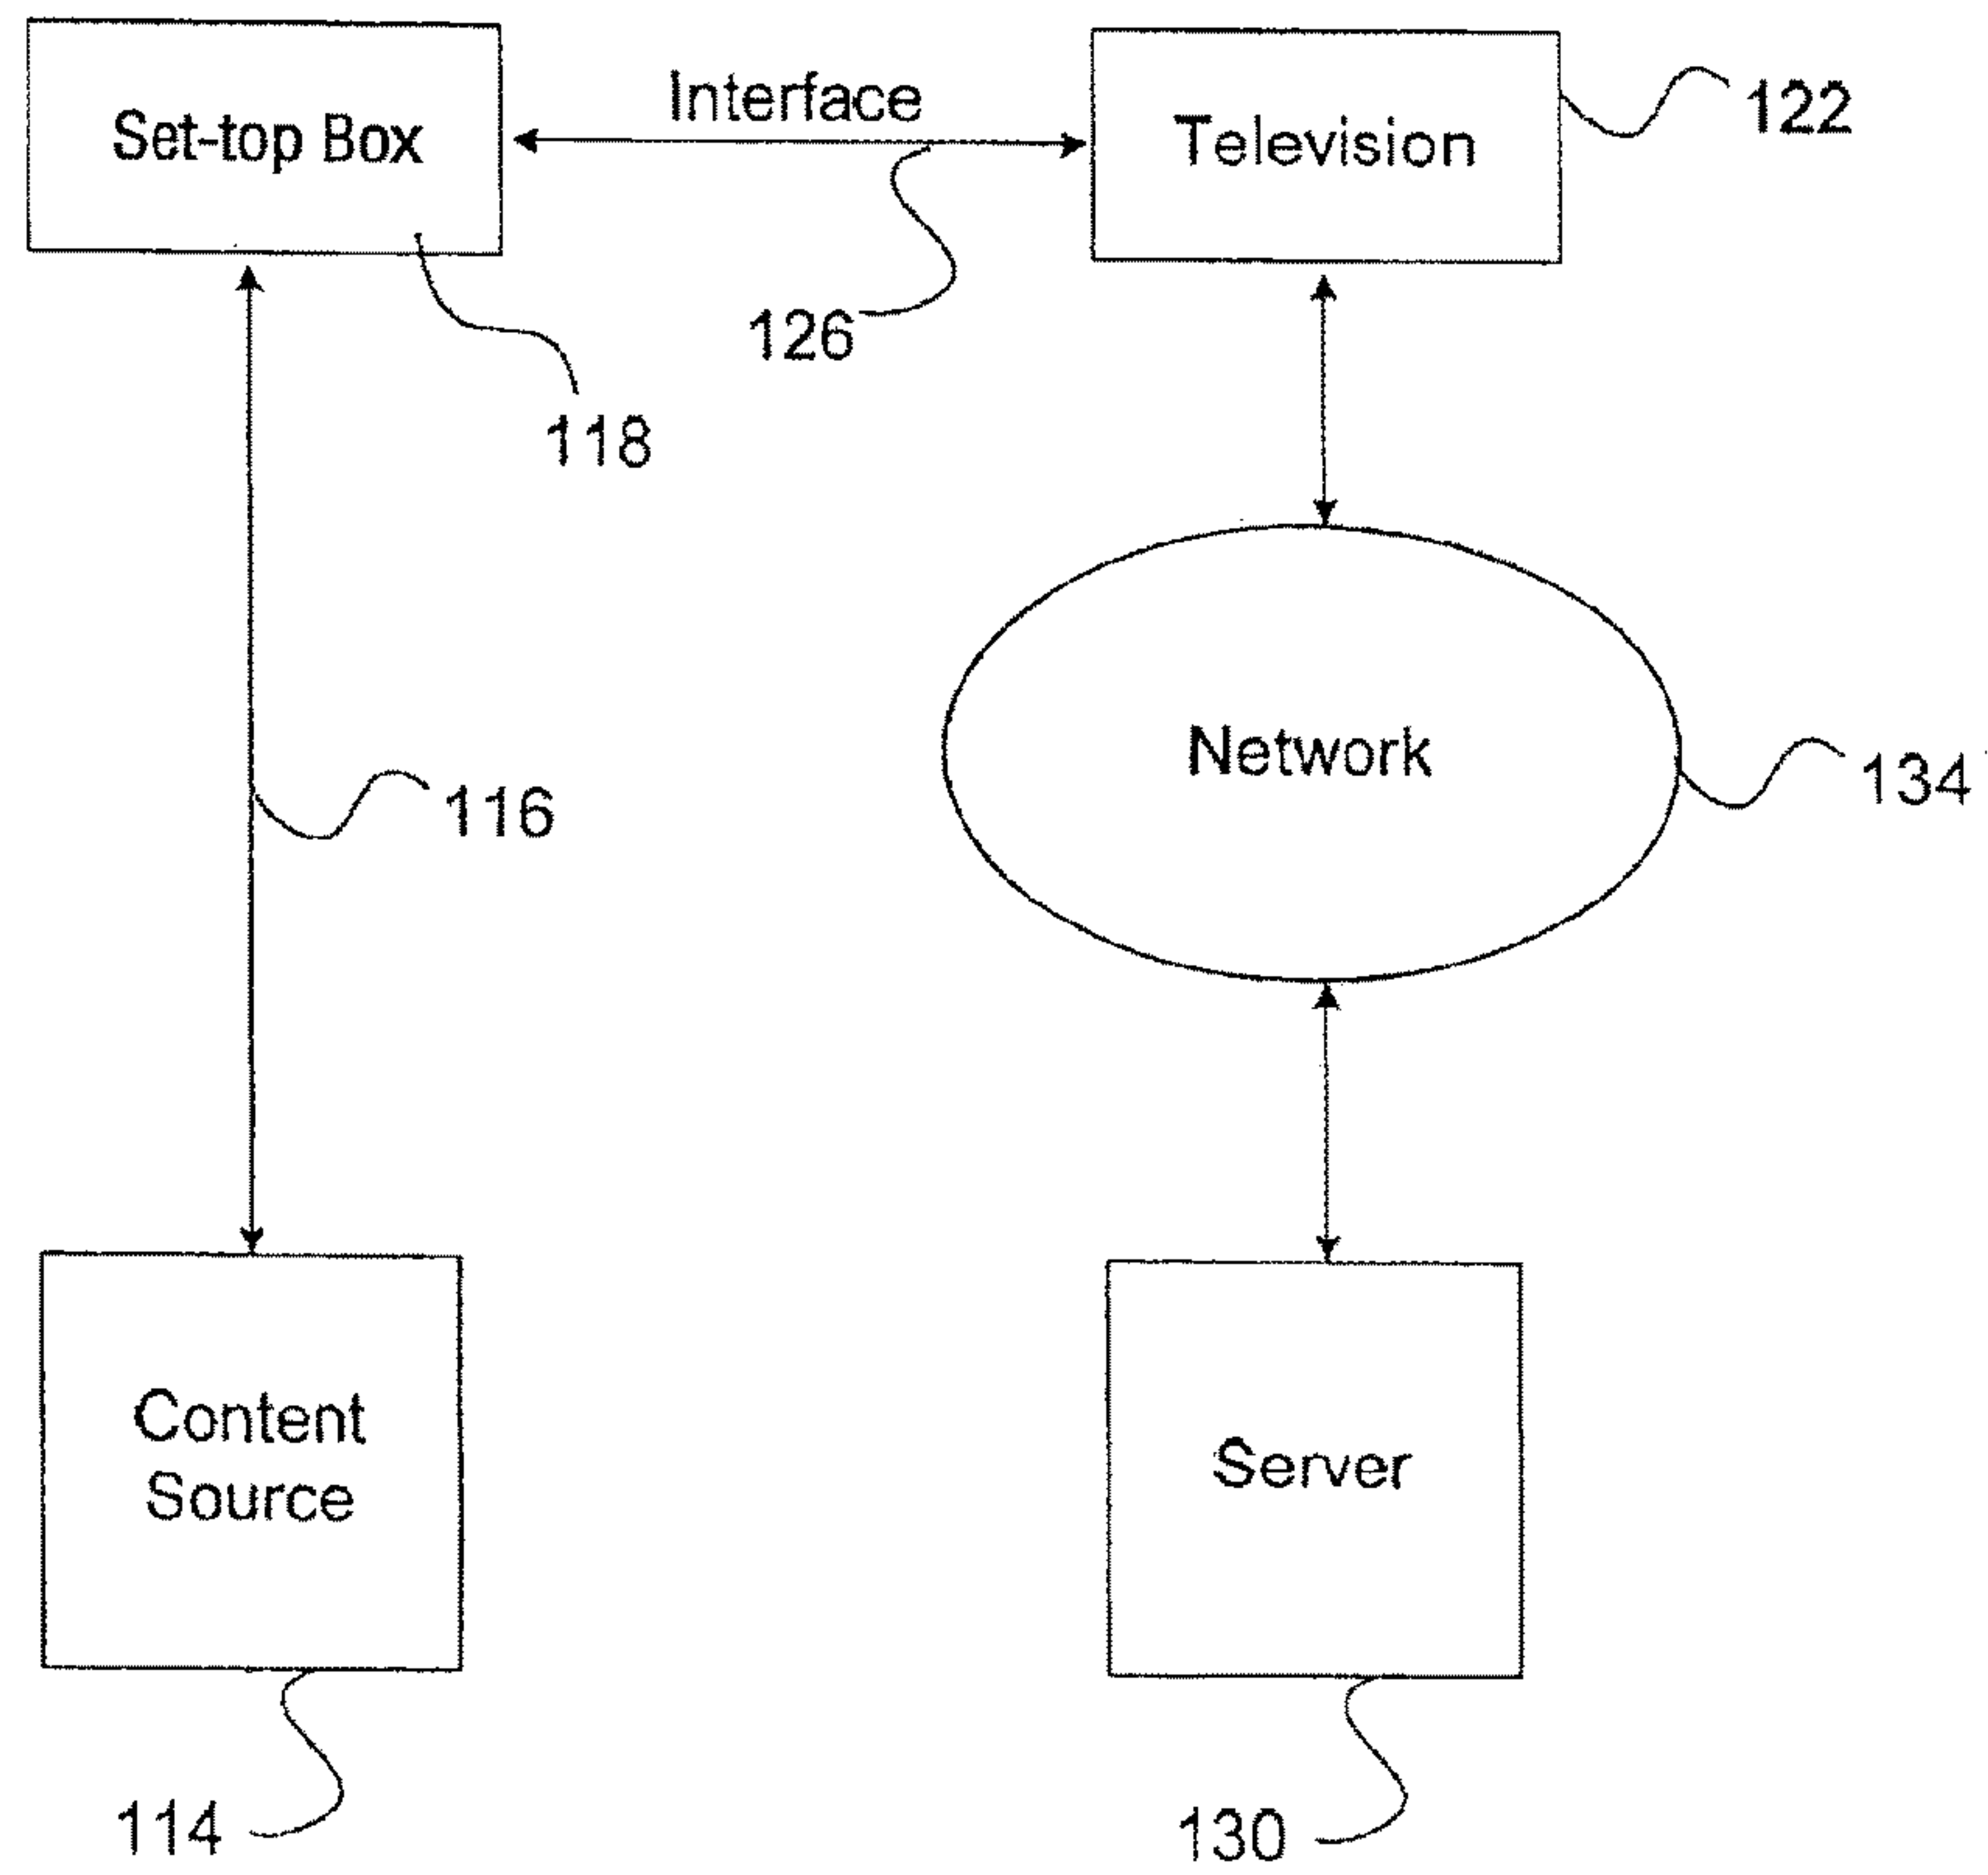 Set-top Box
Interface
Television
122
126
118
Network
134
116
Content
Source
Server
114
130